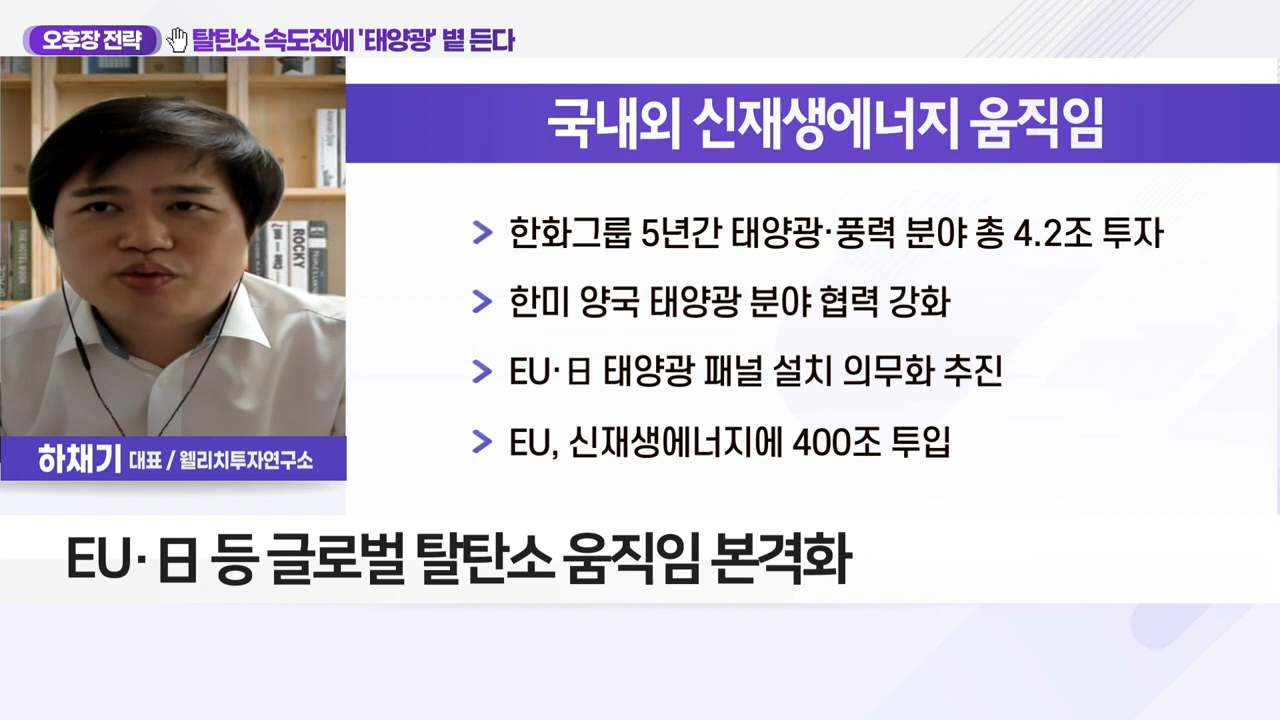 오후장 전략 탈탄소 속도전에 '태양광' 볕 든다
국내외 신재생에너지 움직임
> 한화그룹 5년간 태양광·풍력 분야 총 4.2조 투자
> 한미 양국 태양광 분야 협력 강화
> EU·日 태양광 패널 설치 의무화 추진
> EU, 신재생에너지에 400조 투입
ROCKY
하채기 대표 / 웰리치투자연구소
EU·日 등 글로벌 탈탄소 움직임 본격화